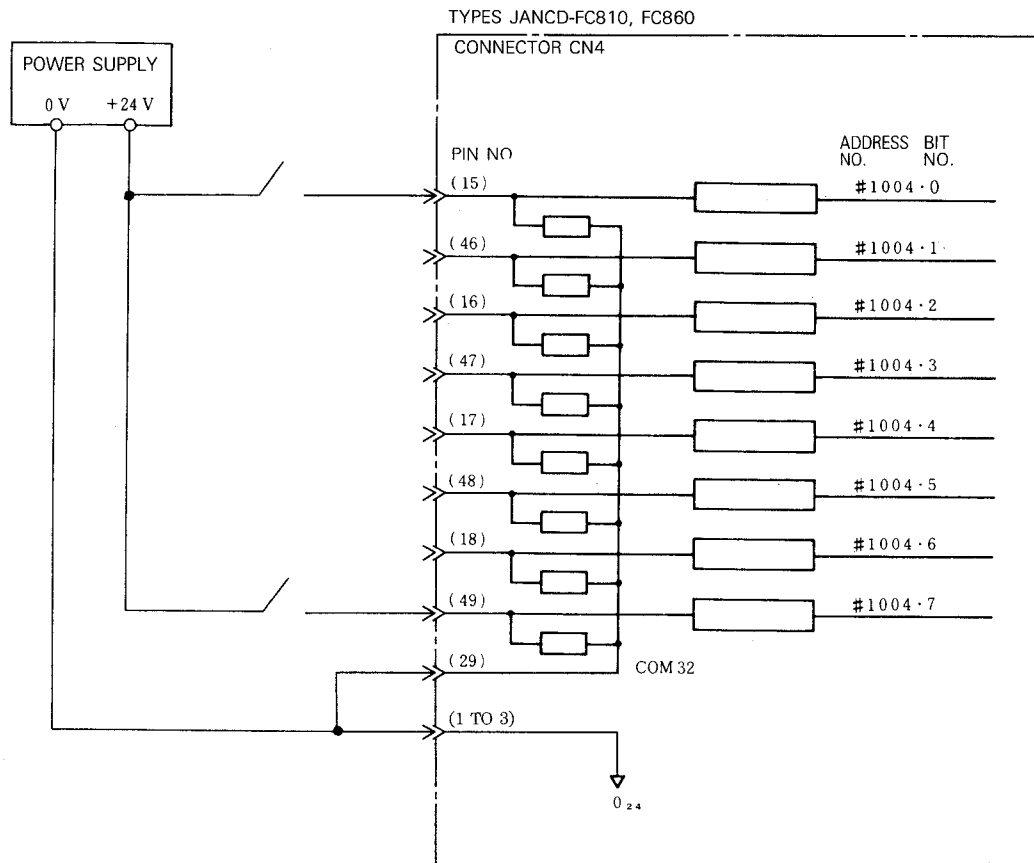 TYPES JANCD-FC810, FC860
CONNECTOR CN4
POWER SUPPLY
0 V +24 V
PIN NO
ADDRESS NO. BIT NO.
(15) #1004·0
(46) #1004·1
(16) #1004·2
(47) #1004·3
(17) #1004·4
(48) #1004·5
(18) #1004·6
(49) #1004·7
(29) COM 32
(1 TO 3)
0 24